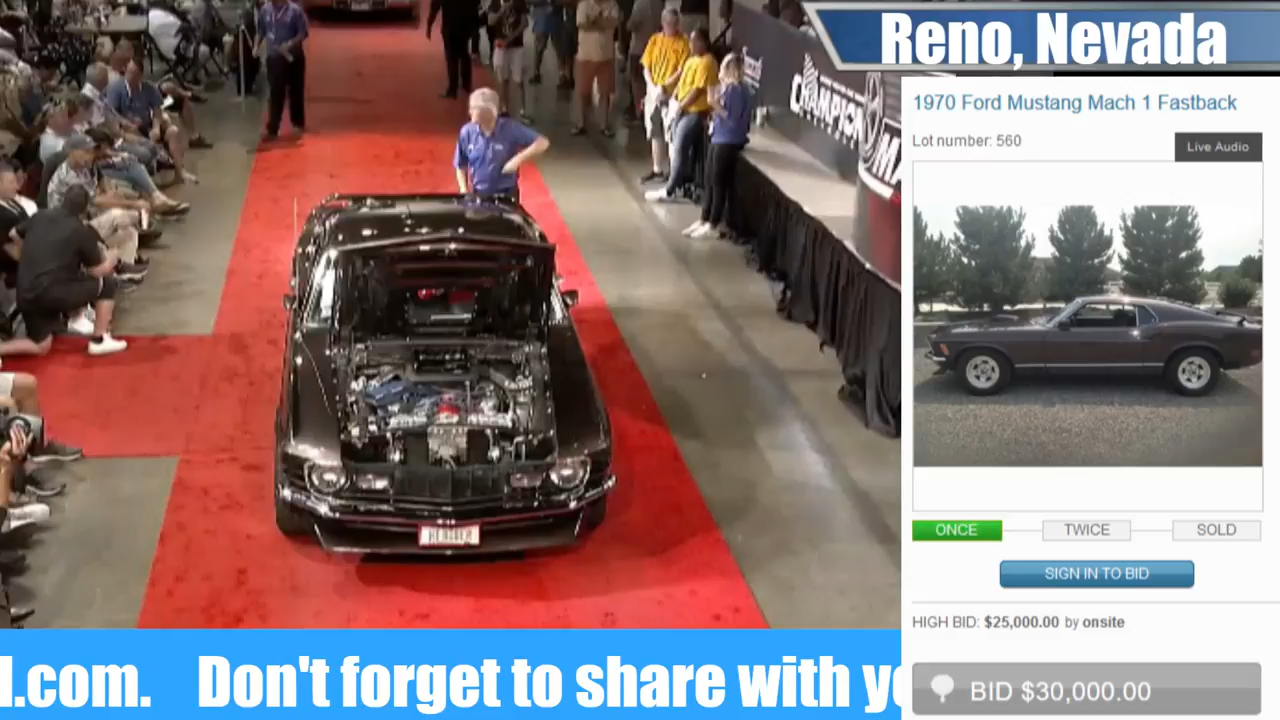 Reno, Nevada
1970 Ford Mustang Mach 1 Fastback
Lot number: 560
Live Audio
ONCE
TWICE
SOLD
SIGN IN TO BID
HIGH BID: $25,000.00 by onsite
BID $30,000.00
l.com. Don't forget to share with yo